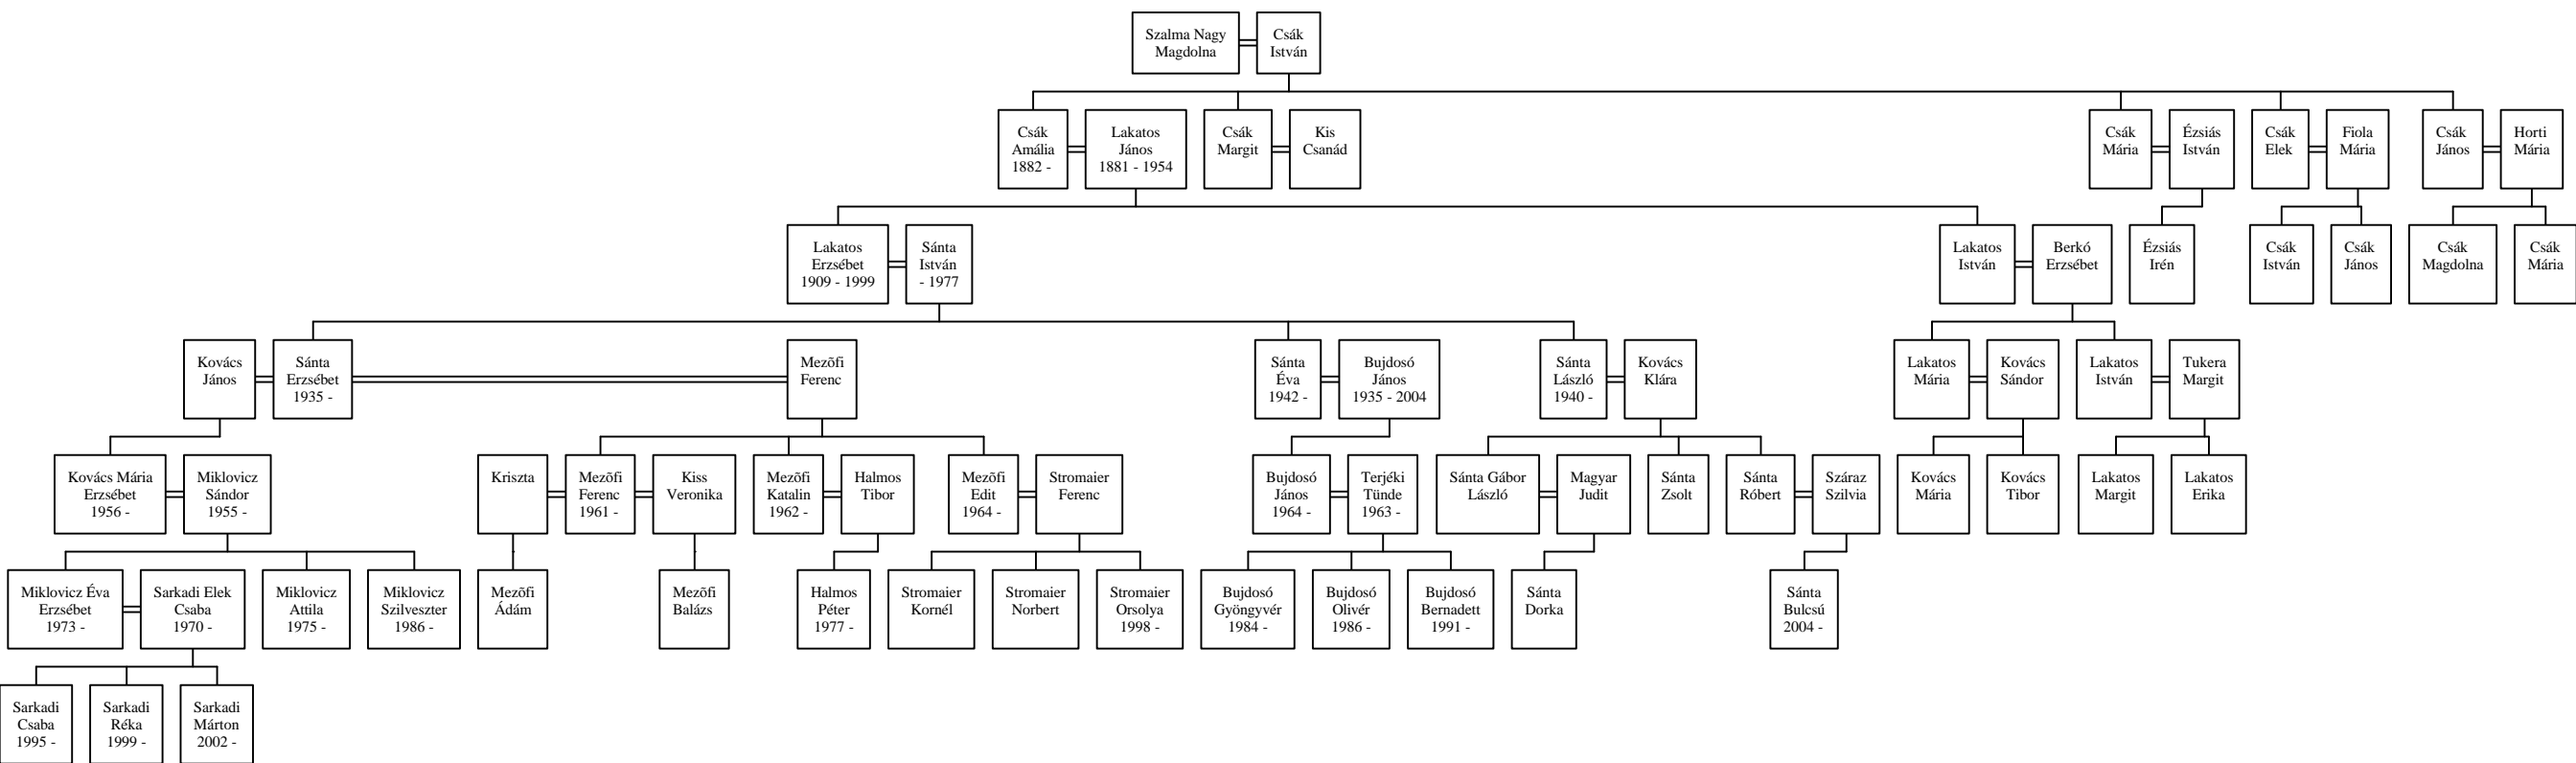 Szalma Nagy
Magdolna
Csák
István
Csák
Amália
1882 -
Lakatos
János
1881 - 1954
Csák
Margit
Kis
Csanád
Csák
Mária
Ézsiás
István
Csák
Elek
Fiola
Mária
Csák
János
Horti
Mária
Lakatos
Erzsébet
1909 - 1999
Sánta
István
- 1977
Lakatos
István
Berkó
Erzsébet
Ézsiás
Irén
Csák
István
Csák
János
Csák
Magdolna
Csák
Mária
Kovács
János
Sánta
Erzsébet
1935 -
Mezõfi
Ferenc
Sánta
Éva
1942 -
Bujdosó
János
1935 - 2004
Sánta
László
1940 -
Kovács
Klára
Lakatos
Mária
Kovács
Sándor
Lakatos
István
Tukera
Margit
Kovács Mária
Erzsébet
1956 -
Miklovicz
Sándor
1955 -
Kriszta
Mezõfi
Ferenc
1961 -
Kiss
Veronika
Mezõfi
Katalin
1962 -
Halmos
Tibor
Mezõfi
Edit
1964 -
Stromaier
Ferenc
Bujdosó
János
1964 -
Terjéki
Tünde
1963 -
Sánta Gábor
László
Magyar
Judit
Sánta
Zsolt
Sánta
Róbert
Száraz
Szilvia
Kovács
Mária
Kovács
Tibor
Lakatos
Margit
Lakatos
Erika
Miklovicz Éva
Erzsébet
1973 -
Sarkadi Elek
Csaba
1970 -
Miklovicz
Attila
1975 -
Miklovicz
Szilveszter
1986 -
Mezõfi
Ádám
Mezõfi
Balázs
Halmos
Péter
1977 -
Stromaier
Kornél
Stromaier
Norbert
Stromaier
Orsolya
1998 -
Bujdosó
Gyöngyvér
1984 -
Bujdosó
Olivér
1986 -
Bujdosó
Bernadett
1991 -
Sánta
Dorka
Sánta
Bulcsú
2004 -
Sarkadi
Csaba
1995 -
Sarkadi
Réka
1999 -
Sarkadi
Márton
2002 -